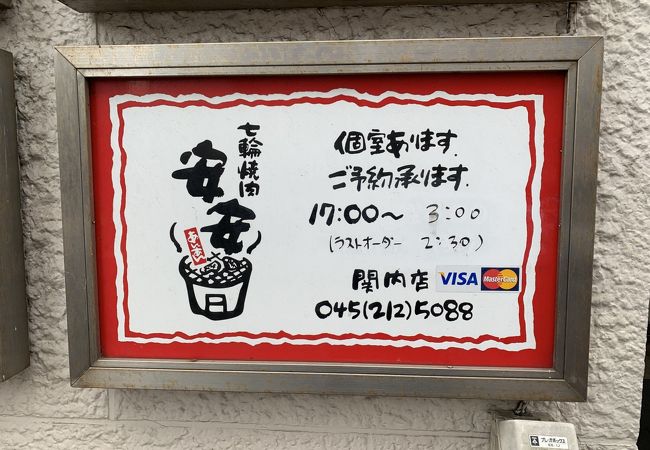 七輪焼肉
安安
個室あります.
ご予約承ります.
17:00～ 3:00
(ラストオーダー 2:30)
関内店 VISA MasterCard
045(212)5088